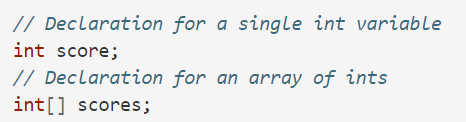 // Declaration for a single int variable
int score;
// Declaration for an array of ints
int[] scores;